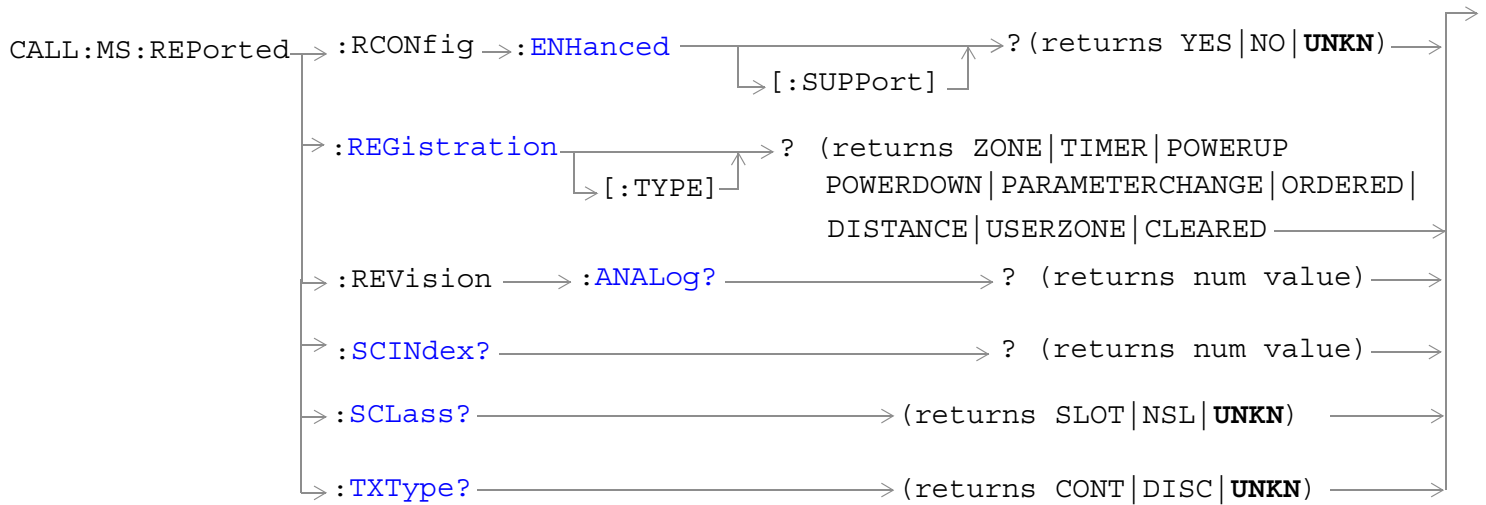 CALL:MS:REPorted :RCONfig :ENHanced ?(returns YES|NO|UNKN)
[:SUPPort]
:REGistration ? (returns ZONE|TIMER|POWERUP
[:TYPE] POWERDOWN|PARAMETERCHANGE|ORDERED|
DISTANCE|USERZONE|CLEARED
:REVision :ANALog? ? (returns num value)
:SCINdex? ? (returns num value)
:SCLass? (returns SLOT|NSL|UNKN)
:TXType? (returns CONT|DISC|UNKN)